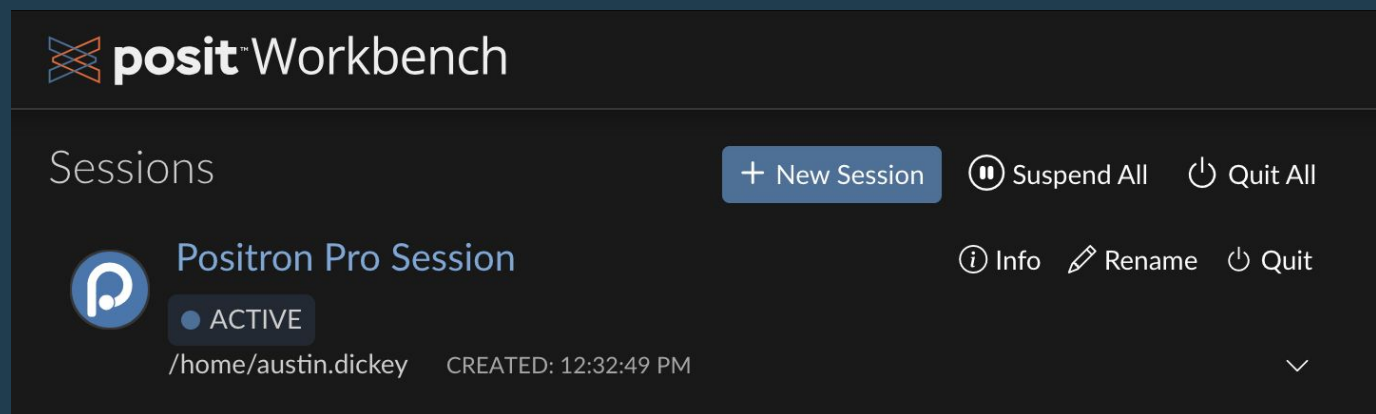 posit™ Workbench
Sessions
+ New Session Suspend All Quit All
Positron Pro Session
Info Rename Quit
ACTIVE
/home/austin.dickey CREATED: 12:32:49 PM